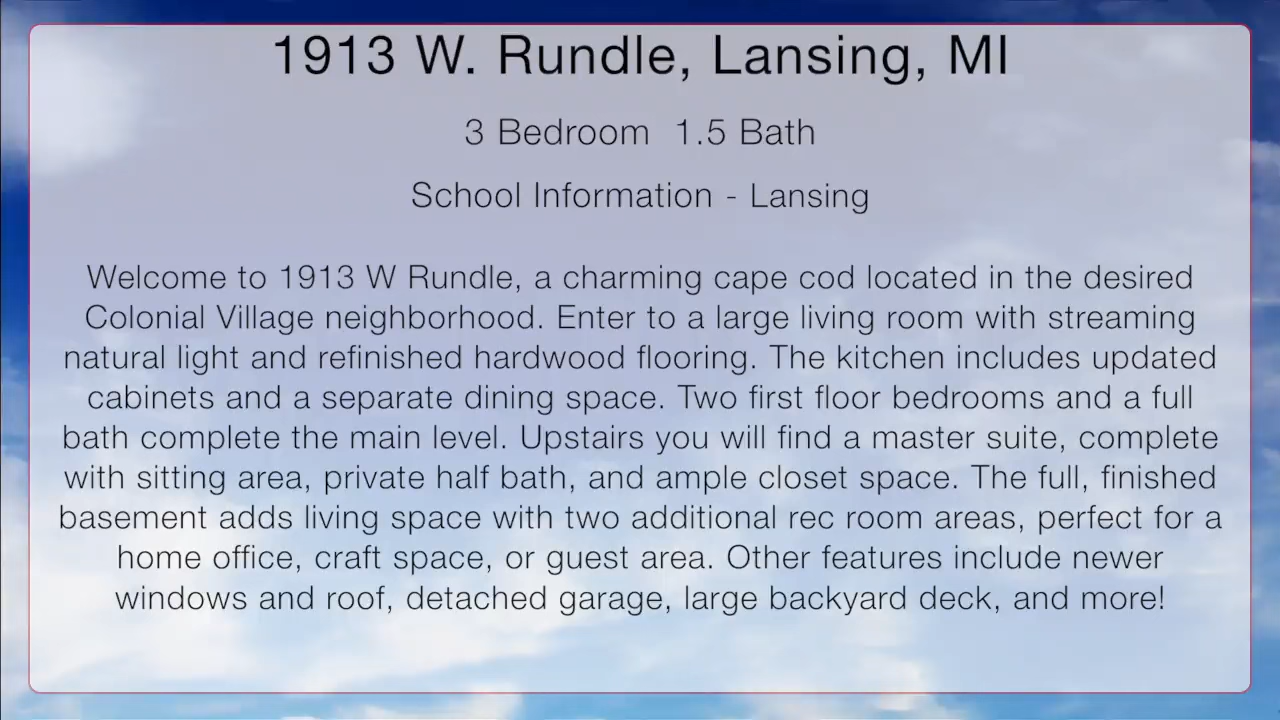 1913 W. Rundle, Lansing, MI
3 Bedroom 1.5 Bath
School Information - Lansing
Welcome to 1913 W Rundle, a charming cape cod located in the desired
Colonial Village neighborhood. Enter to a large living room with streaming
natural light and refinished hardwood flooring. The kitchen includes updated
cabinets and a separate dining space. Two first floor bedrooms and a full
bath complete the main level. Upstairs you will find a master suite, complete
with sitting area, private half bath, and ample closet space. The full, finished
basement adds living space with two additional rec room areas, perfect for a
home office, craft space, or guest area. Other features include newer
windows and roof, detached garage, large backyard deck, and more!